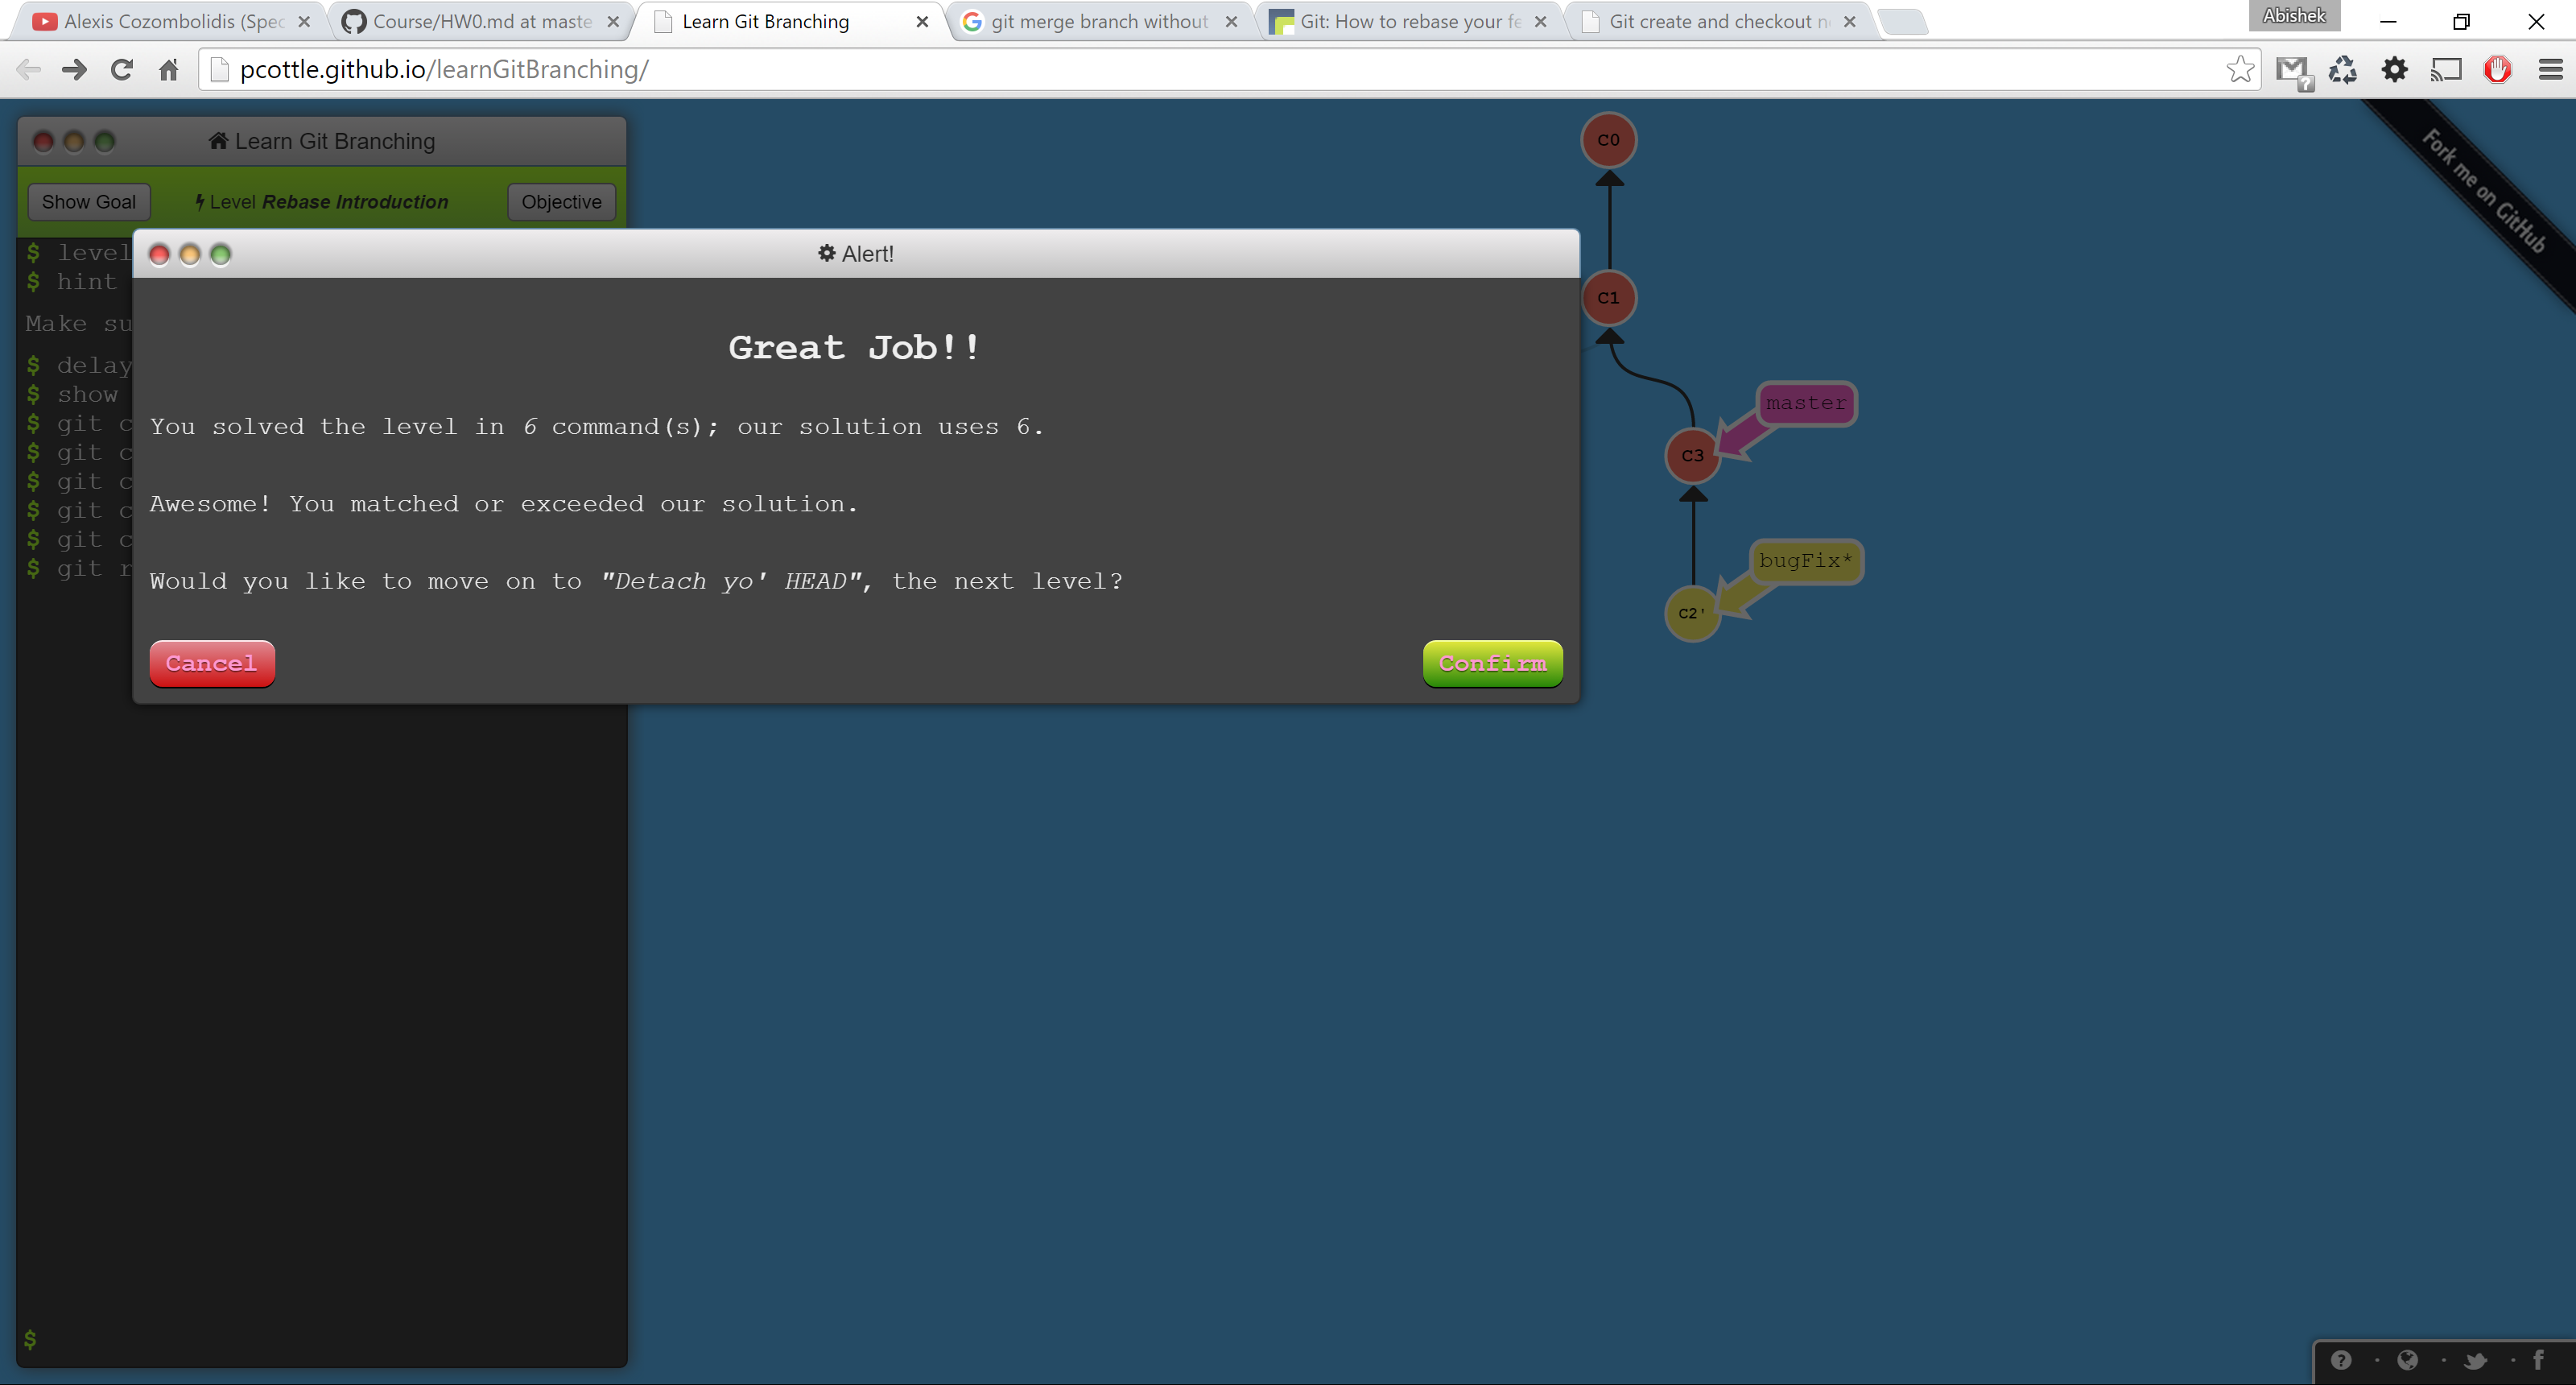 Alexis Cozombolidis (Spec
Course/HW0.md at maste
Learn Git Branching
git merge branch without
Git: How to rebase your fe
Git create and checkout n
Abishek
pcottle.github.io/learnGitBranching/
Learn Git Branching
Show Goal
Level Rebase Introduction
Objective
$ level
$ hint
Make su
$ delay
$ show
$ git c
$ git c
$ git c
$ git c
$ git c
$ git r
$
Alert!
Great Job!!
You solved the level in 6 command(s); our solution uses 6.
Awesome! You matched or exceeded our solution.
Would you like to move on to "Detach yo' HEAD", the next level?
Cancel
Confirm
C0
C1
master
C3
bugFix*
C2'
Fork me on GitHub